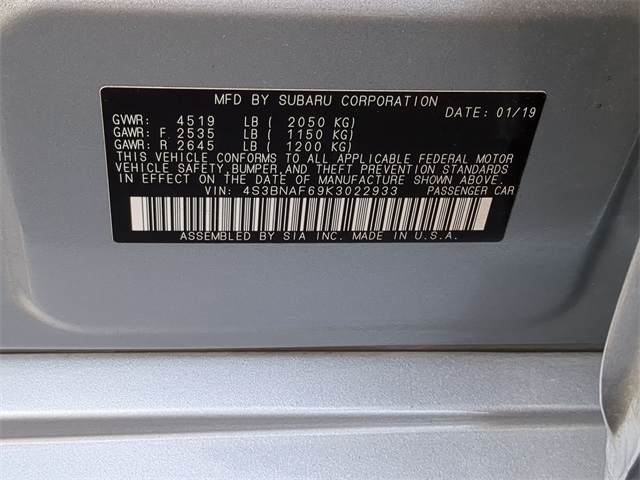 MFD BY SUBARU CORPORATION
DATE: 01/19
GVWR: 4519 LB ( 2050 KG)
GAWR: F. 2535 LB ( 1150 KG)
GAWR: R 2645 LB ( 1200 KG)
THIS VEHICLE CONFORMS TO ALL APPLICABLE FEDERAL MOTOR
VEHICLE SAFETY, BUMPER, AND THEFT PREVENTION STANDARDS
IN EFFECT ON THE DATE OF MANUFACTURE SHOWN ABOVE.
VIN: 4S3BNAF69K3022933 PASSENGER CAR
ASSEMBLED BY SIA INC. MADE IN U.S.A.